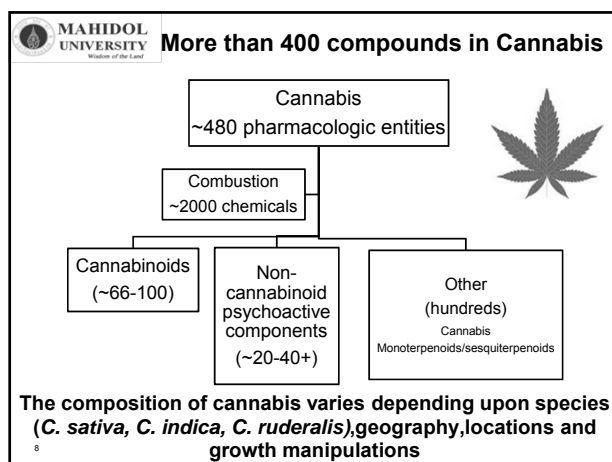 MAHIDOL
UNIVERSITY
Wisdom of the Land
More than 400 compounds in Cannabis
Cannabis
~480 pharmacologic entities
Combustion
~2000 chemicals
Cannabinoids
(~66-100)
Non-
cannabinoid
psychoactive
components
(~20-40+)
Other
(hundreds)
Cannabis
Monoterpenoids/sesquiterpenoids
The composition of cannabis varies depending upon species
(C. sativa, C. indica, C. ruderalis),geography,locations and
growth manipulations
8